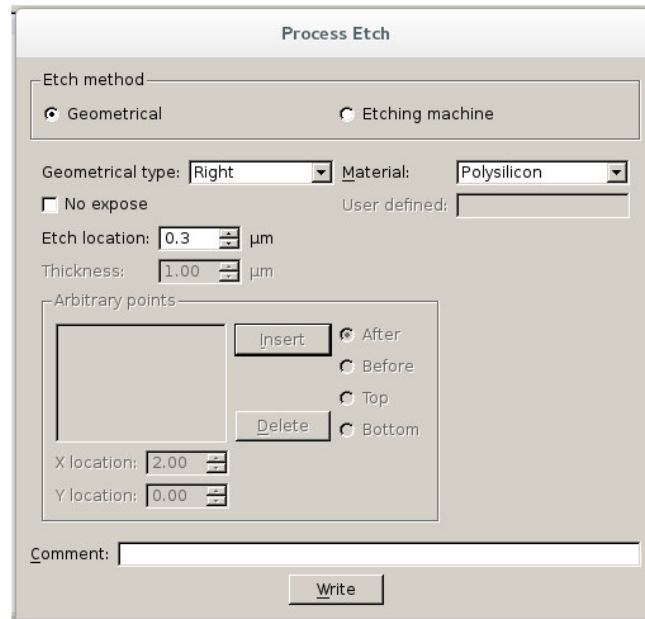 Process Etch
Etch method
Geometrical Etching machine
Geometrical type: Right Material: Polysilicon
No expose User defined:
Etch location: 0.3 μm
Thickness: 1.00 μm
Arbitrary points
Insert After
Before
Top
Delete Bottom
X location: 2.00
Y location: 0.00
Comment:
Write